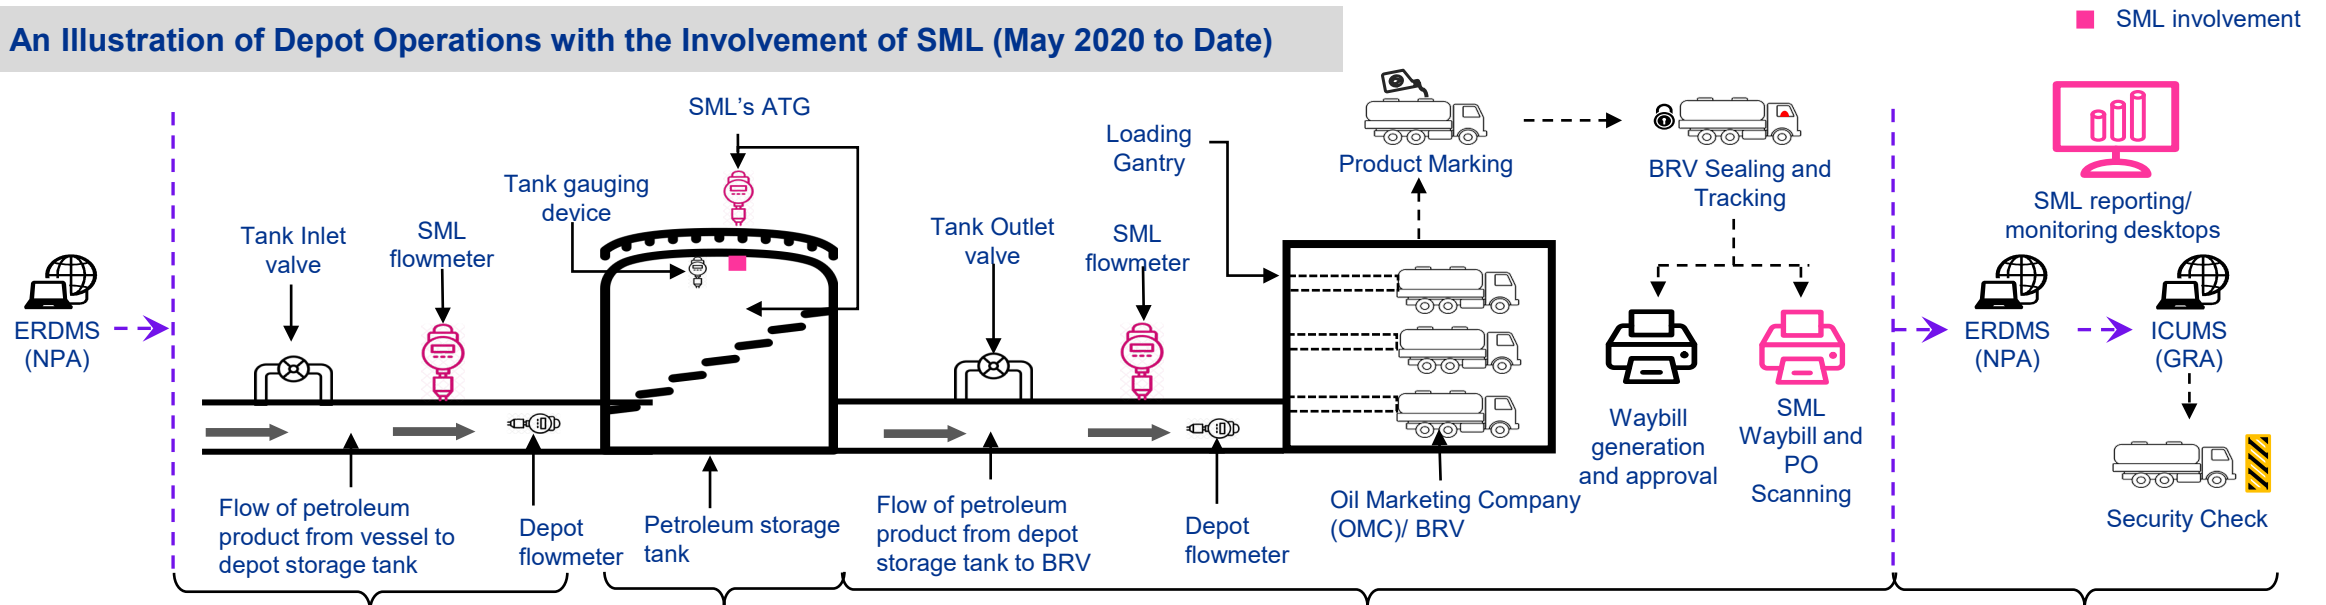 An Illustration of Depot Operations with the Involvement of SML (May 2020 to Date)
SML involvement
ERDMS
(NPA)
Tank Inlet
valve
SML
flowmeter
Tank gauging
device
SML's ATG
Tank Outlet
valve
SML
flowmeter
Loading
Gantry
Product Marking
BRV Sealing and
Tracking
SML reporting/
monitoring desktops
ERDMS
(NPA)
ICUMS
(GRA)
Flow of petroleum
product from vessel to
depot storage tank
Depot
flowmeter
Petroleum storage
tank
Flow of petroleum
product from depot
storage tank to BRV
Depot
flowmeter
Oil Marketing Company
(OMC)/ BRV
Waybill
generation
and approval
SML
Waybill and
PO
Scanning
Security Check